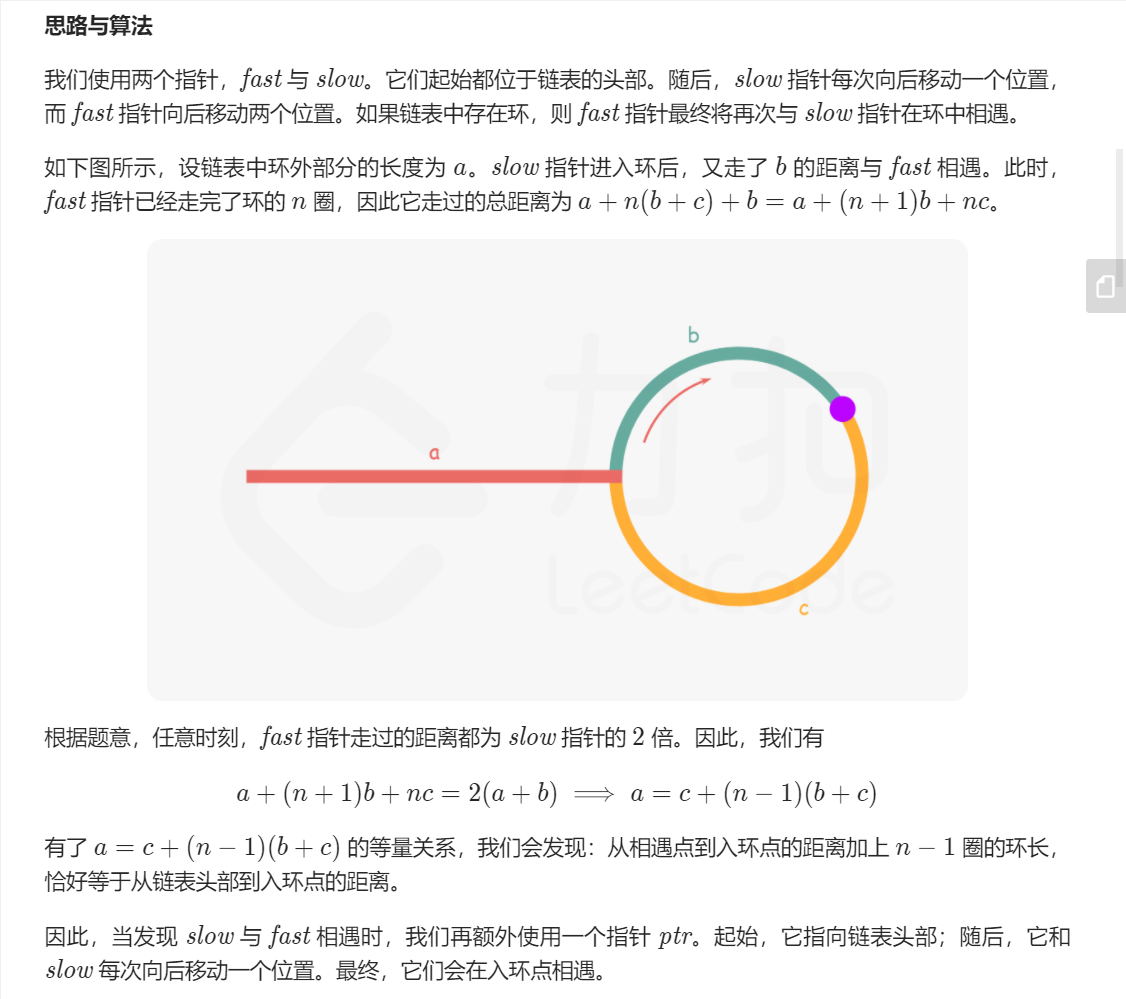 思路与算法
我们使用两个指针，fast 与 slow。它们起始都位于链表的头部。随后，slow 指针每次向后移动一个位置，
而 fast 指针向后移动两个位置。如果链表中存在环，则 fast 指针最终将再次与 slow 指针在环中相遇。
如下图所示，设链表中环外部分的长度为 a。slow 指针进入环后，又走了 b 的距离与 fast 相遇。此时，
fast 指针已经走完了环的 n 圈，因此它走过的总距离为 a + n(b + c) + b = a + (n + 1)b + nc。
b
a
力扣
LeetCode
c
根据题意，任意时刻，fast 指针走过的距离都为 slow 指针的 2 倍。因此，我们有
a + (n + 1)b + nc = 2(a + b) ⟹ a = c + (n − 1)(b + c)
有了 a = c + (n − 1)(b + c) 的等量关系，我们会发现：从相遇点到入环点的距离加上 n − 1 圈的环长，
恰好等于从链表头部到入环点的距离。
因此，当发现 slow 与 fast 相遇时，我们再额外使用一个指针 ptr。起始，它指向链表头部；随后，它和
slow 每次向后移动一个位置。最终，它们会在入环点相遇。